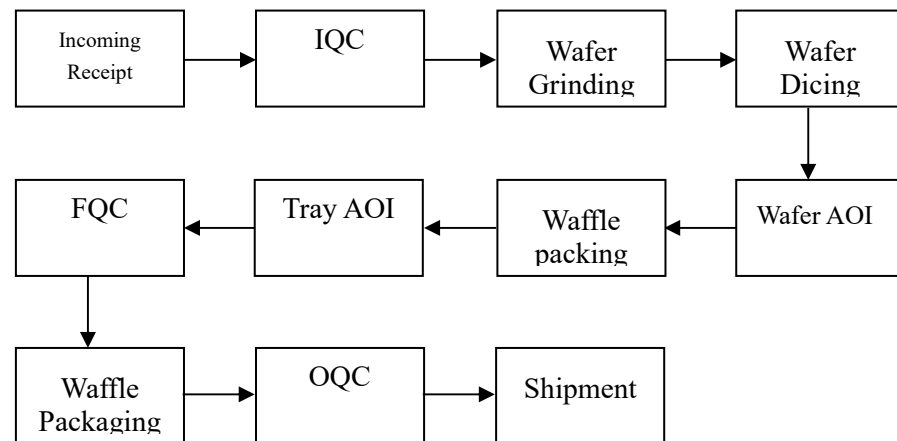 Incoming
Receipt
IQC
Wafer
Grinding
Wafer
Dicing
Wafer AOI
Waffle
packing
Tray AOI
FQC
Waffle
Packaging
OQC
Shipment